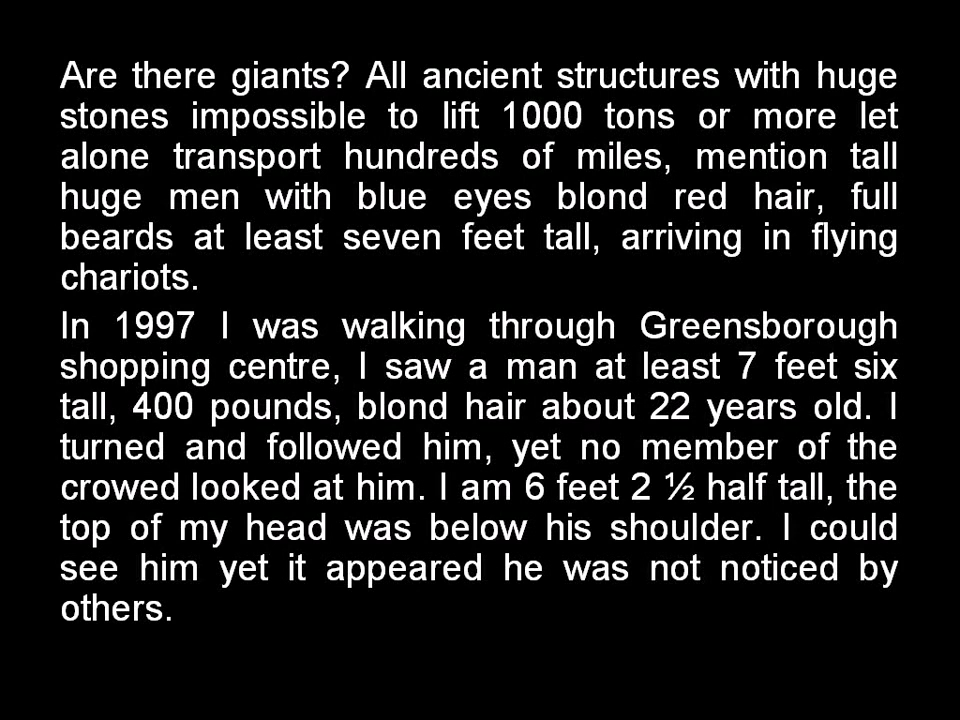 Are there giants? All ancient structures with huge
stones impossible to lift 1000 tons or more let
alone transport hundreds of miles, mention tall
huge men with blue eyes blond red hair, full
beards at least seven feet tall, arriving in flying
chariots.
In 1997 I was walking through Greensborough
shopping centre, I saw a man at least 7 feet six
tall, 400 pounds, blond hair about 22 years old. I
turned and followed him, yet no member of the
crowed looked at him. I am 6 feet 2 ½ half tall, the
top of my head was below his shoulder. I could
see him yet it appeared he was not noticed by
others.